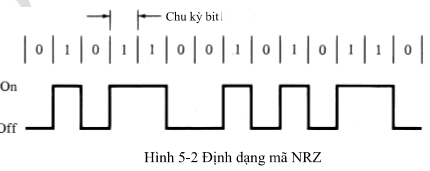 Chu kỳ bit
| 0 | 1 | 0 | 1 | 1 | 0 | 0 | 1 | 0 | 1 | 0 | 1 | 1 | 0 |
On
Off
Hình 5-2 Định dạng mã NRZ